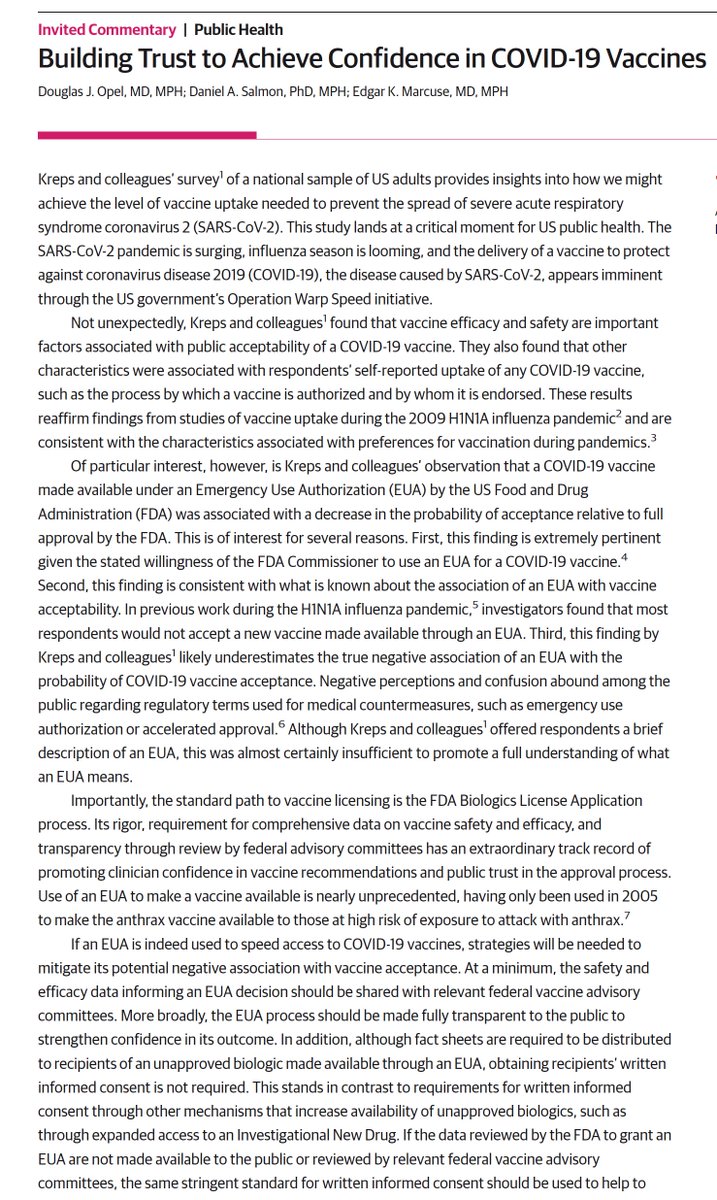 Invited Commentary | Public Health
Building Trust to Achieve Confidence in COVID-19 Vaccines
Douglas J. Opel, MD, MPH; Daniel A. Salmon, PhD, MPH; Edgar K. Marcuse, MD, MPH
Kreps and colleagues' survey1 of a national sample of US adults provides insights into how we might
achieve the level of vaccine uptake needed to prevent the spread of severe acute respiratory
syndrome coronavirus 2 (SARS-CoV-2). This study lands at a critical moment for US public health. The
SARS-CoV-2 pandemic is surging, influenza season is looming, and the delivery of a vaccine to protect
against coronavirus disease 2019 (COVID-19), the disease caused by SARS-CoV-2, appears imminent
through the US government's Operation Warp Speed initiative.
Not unexpectedly, Kreps and colleagues1 found that vaccine efficacy and safety are important
factors associated with public acceptability of a COVID-19 vaccine. They also found that other
characteristics were associated with respondents' self-reported uptake of any COVID-19 vaccine,
such as the process by which a vaccine is authorized and by whom it is endorsed. These results
reaffirm findings from studies of vaccine uptake during the 2009 H1N1A influenza pandemic2 and are
consistent with the characteristics associated with preferences for vaccination during pandemics.3
Of particular interest, however, is Kreps and colleagues' observation that a COVID-19 vaccine
made available under an Emergency Use Authorization (EUA) by the US Food and Drug
Administration (FDA) was associated with a decrease in the probability of acceptance relative to full
approval by the FDA. This is of interest for several reasons. First, this finding is extremely pertinent
given the stated willingness of the FDA Commissioner to use an EUA for a COVID-19 vaccine.4
Second, this finding is consistent with what is known about the association of an EUA with vaccine
acceptability. In previous work during the H1N1A influenza pandemic,5 investigators found that most
respondents would not accept a new vaccine made available through an EUA. Third, this finding by
Kreps and colleagues1 likely underestimates the true negative association of an EUA with the
probability of COVID-19 vaccine acceptance. Negative perceptions and confusion abound among the
public regarding regulatory terms used for medical countermeasures, such as emergency use
authorization or accelerated approval.6 Although Kreps and colleagues1 offered respondents a brief
description of an EUA, this was almost certainly insufficient to promote a full understanding of what
an EUA means.
Importantly, the standard path to vaccine licensing is the FDA Biologics License Application
process. Its rigor, requirement for comprehensive data on vaccine safety and efficacy, and
transparency through review by federal advisory committees has an extraordinary track record of
promoting clinician confidence in vaccine recommendations and public trust in the approval process.
Use of an EUA to make a vaccine available is nearly unprecedented, having only been used in 2005
to make the anthrax vaccine available to those at high risk of exposure to attack with anthrax.7
If an EUA is indeed used to speed access to COVID-19 vaccines, strategies will be needed to
mitigate its potential negative association with vaccine acceptance. At a minimum, the safety and
efficacy data informing an EUA decision should be shared with relevant federal vaccine advisory
committees. More broadly, the EUA process should be made fully transparent to the public to
strengthen confidence in its outcome. In addition, although fact sheets are required to be distributed
to recipients of an unapproved biologic made available through an EUA, obtaining recipients' written
informed consent is not required. This stands in contrast to requirements for written informed
consent through other mechanisms that increase availability of unapproved biologics, such as
through expanded access to an Investigational New Drug. If the data reviewed by the FDA to grant an
EUA are not made available to the public or reviewed by relevant federal vaccine advisory
committees, the same stringent standard for written informed consent should be used to help to